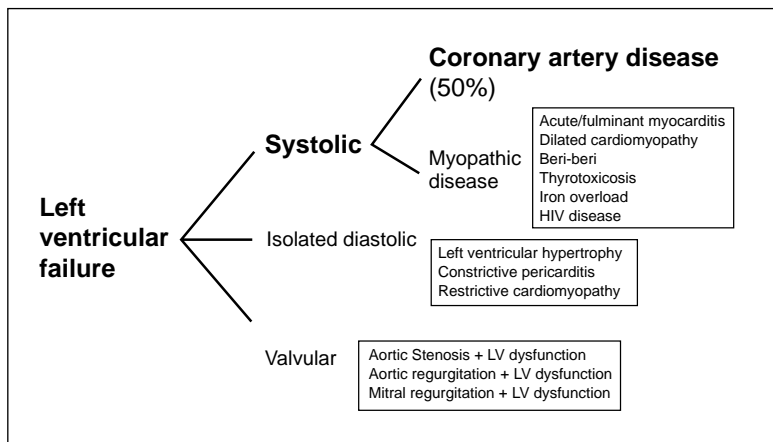 Left
ventricular
failure
Systolic
Coronary artery disease
(50%)
Myopathic
disease
Acute/fulminant myocarditis
Dilated cardiomyopathy
Beri-beri
Thyrotoxicosis
Iron overload
HIV disease
Isolated diastolic
Left ventricular hypertrophy
Constrictive pericarditis
Restrictive cardiomyopathy
Valvular
Aortic Stenosis + LV dysfunction
Aortic regurgitation + LV dysfunction
Mitral regurgitation + LV dysfunction